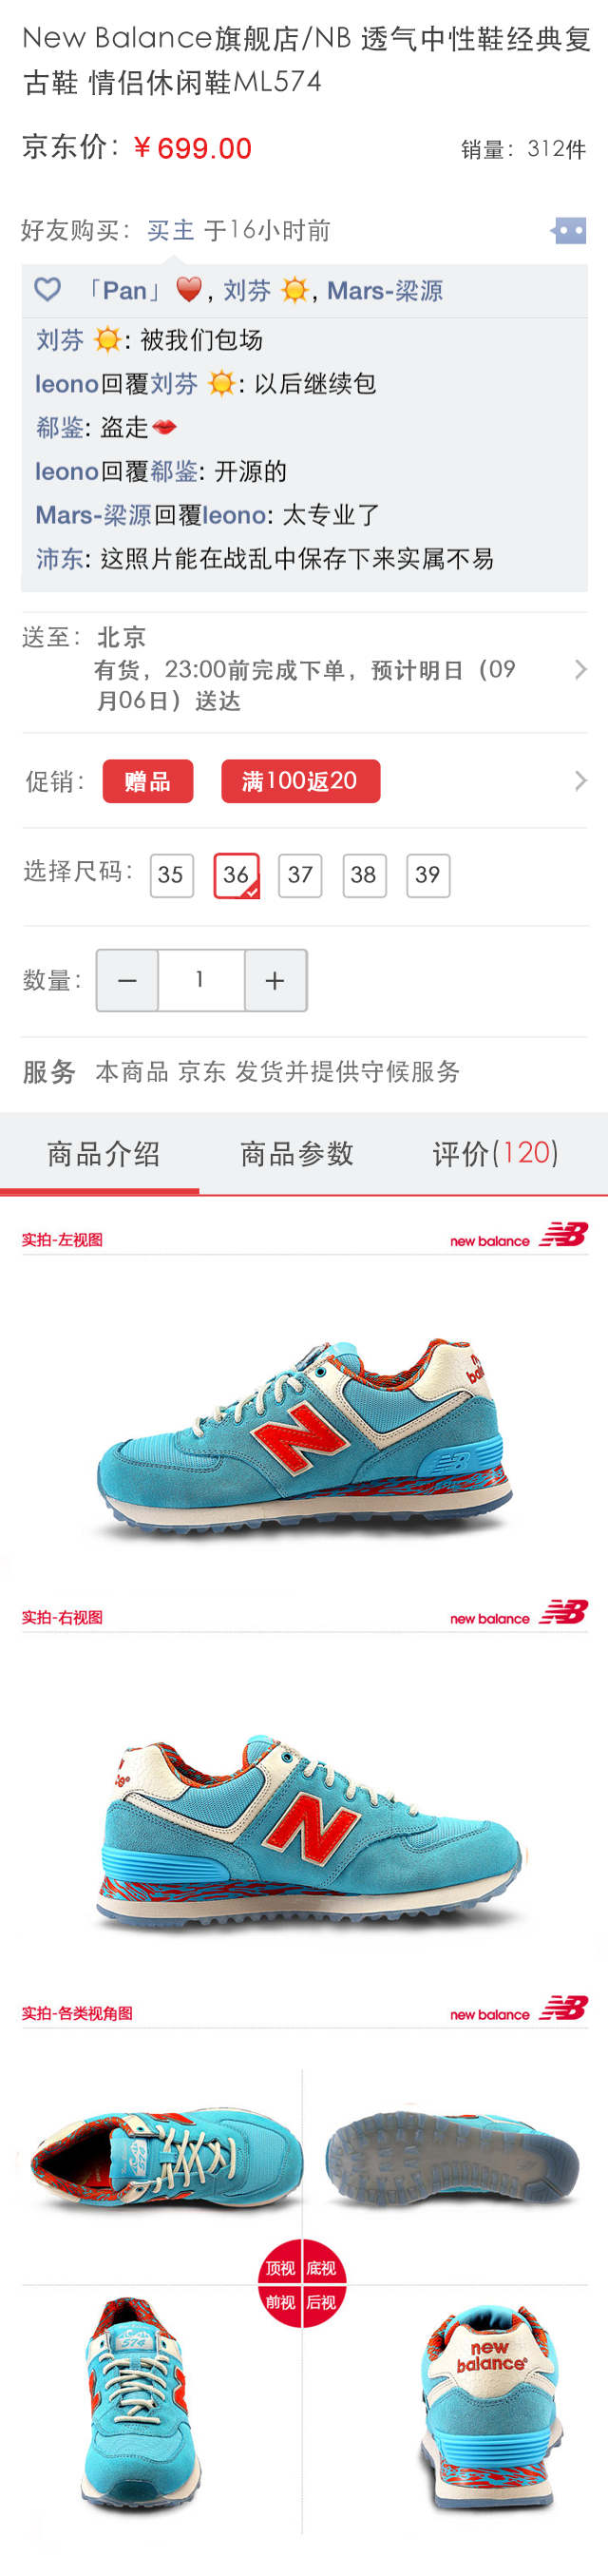 New Balance旗舰店/NB 透气中性鞋经典复
古鞋 情侣休闲鞋ML574
京东价：￥699.00 销量：312件
好友购买：买主 于16小时前
「Pan」❤️, 刘芬 ☀️, Mars-梁源
刘芬 ☀️: 被我们包场
leono回覆刘芬 ☀️: 以后继续包
郗鉴: 盗走💋
leono回覆郗鉴: 开源的
Mars-梁源回覆leono: 太专业了
沛东: 这照片能在战乱中保存下来实属不易
送至：北京
有货，23:00前完成下单，预计明日（09
月06日）送达
促销：赠品 满100返20
选择尺码：35 36 37 38 39
数量：— 1 +
服务 本商品 京东 发货并提供守候服务
商品介绍 商品参数 评价(120)
实拍-左视图 new balance NB
N
new bal
NB
实拍-右视图 new balance NB
N
实拍-各类视角图 new balance NB
574
顶视 底视
前视 后视
574
new
balance